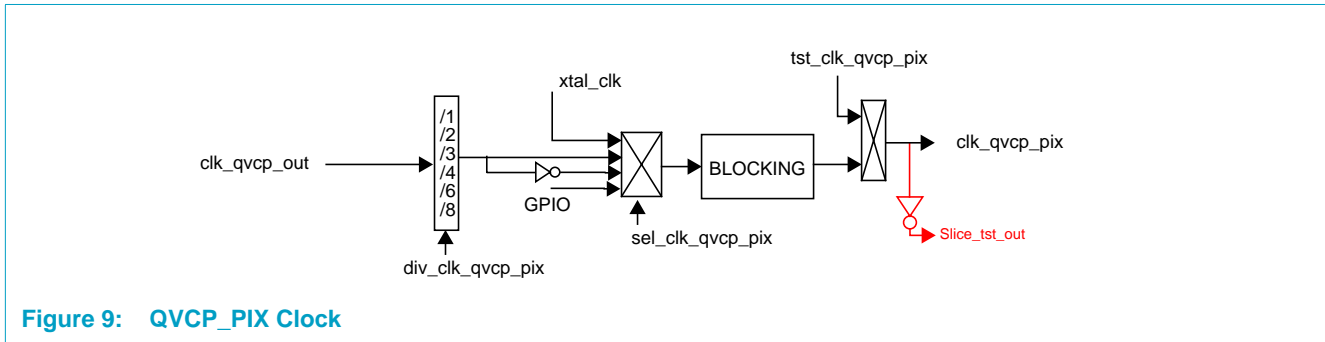 tst_clk_qvcp_pix
xtal_clk
/1
/2
/3
/4
/6
/8
clk_qvcp_out
clk_qvcp_pix
BLOCKING
GPIO
sel_clk_qvcp_pix
Slice_tst_out
div_clk_qvcp_pix
Figure 9: QVCP_PIX Clock